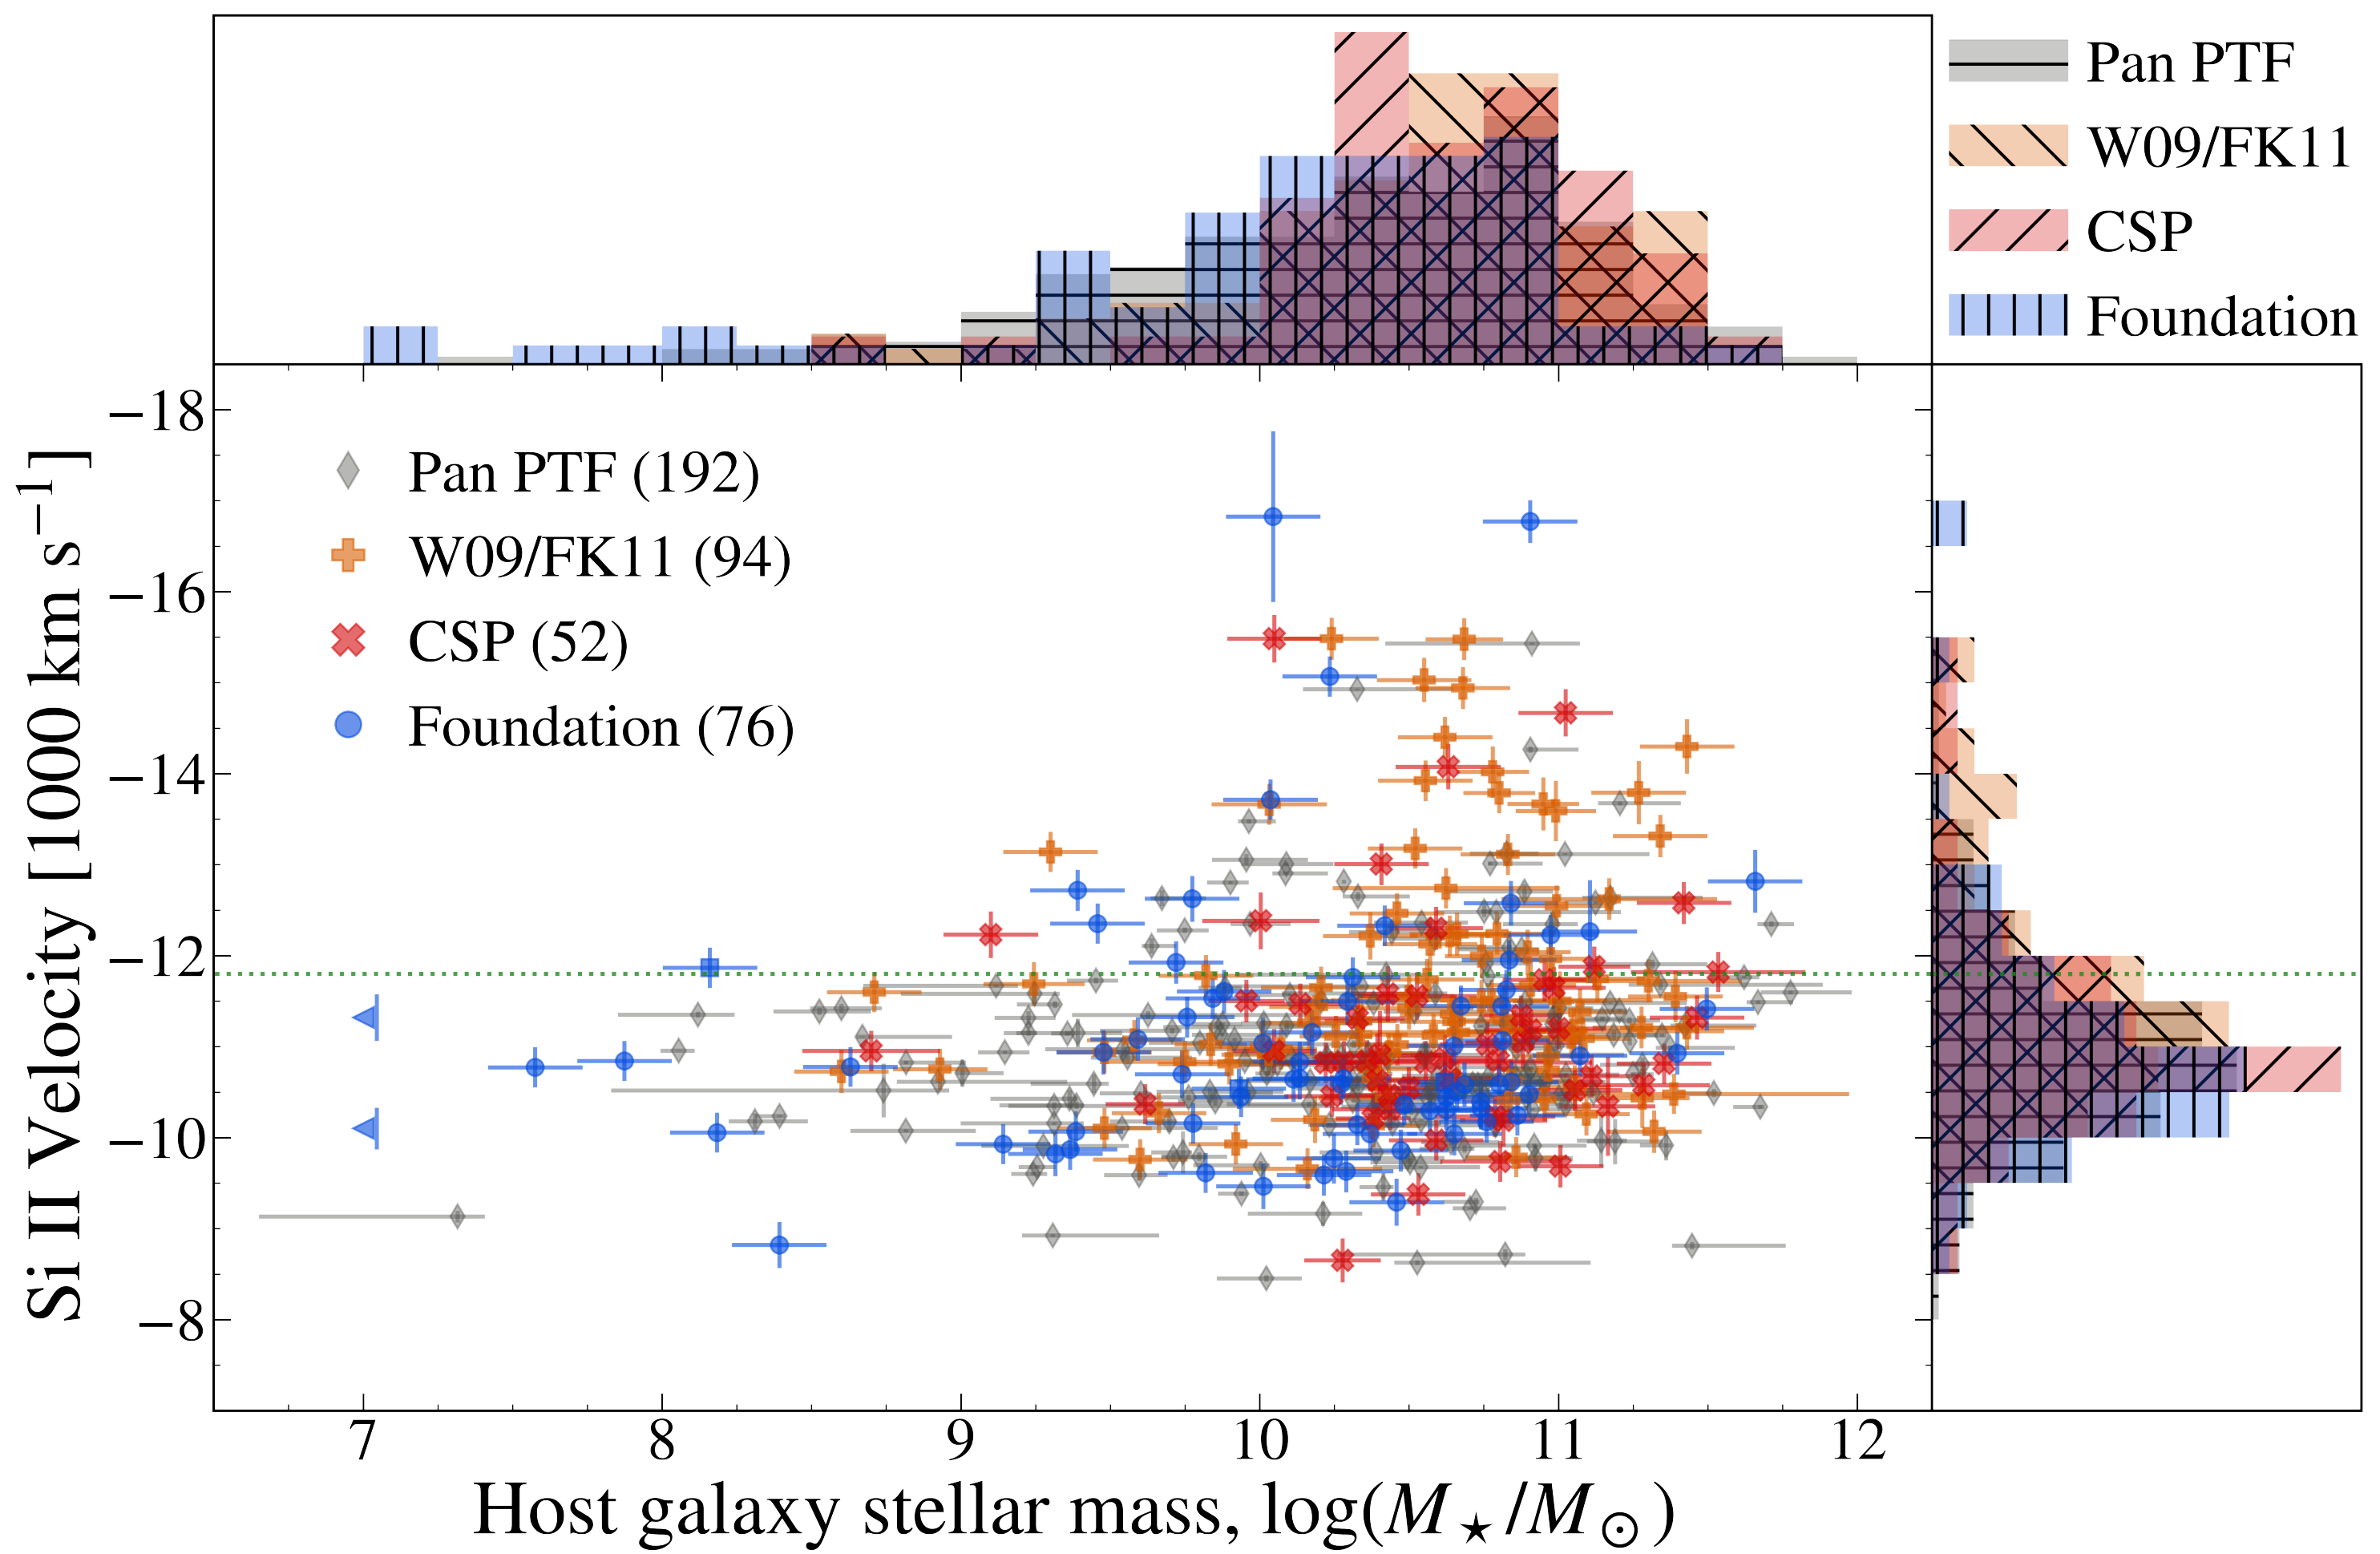 Pan PTF
W09/FK11
CSP
Foundation
Pan PTF (192)
W09/FK11 (94)
CSP (52)
Foundation (76)
−18
−16
−14
−12
−10
−8
Si II Velocity [1000 km s⁻¹]
7 8 9 10 11 12
Host galaxy stellar mass, log(M★/M⊙)